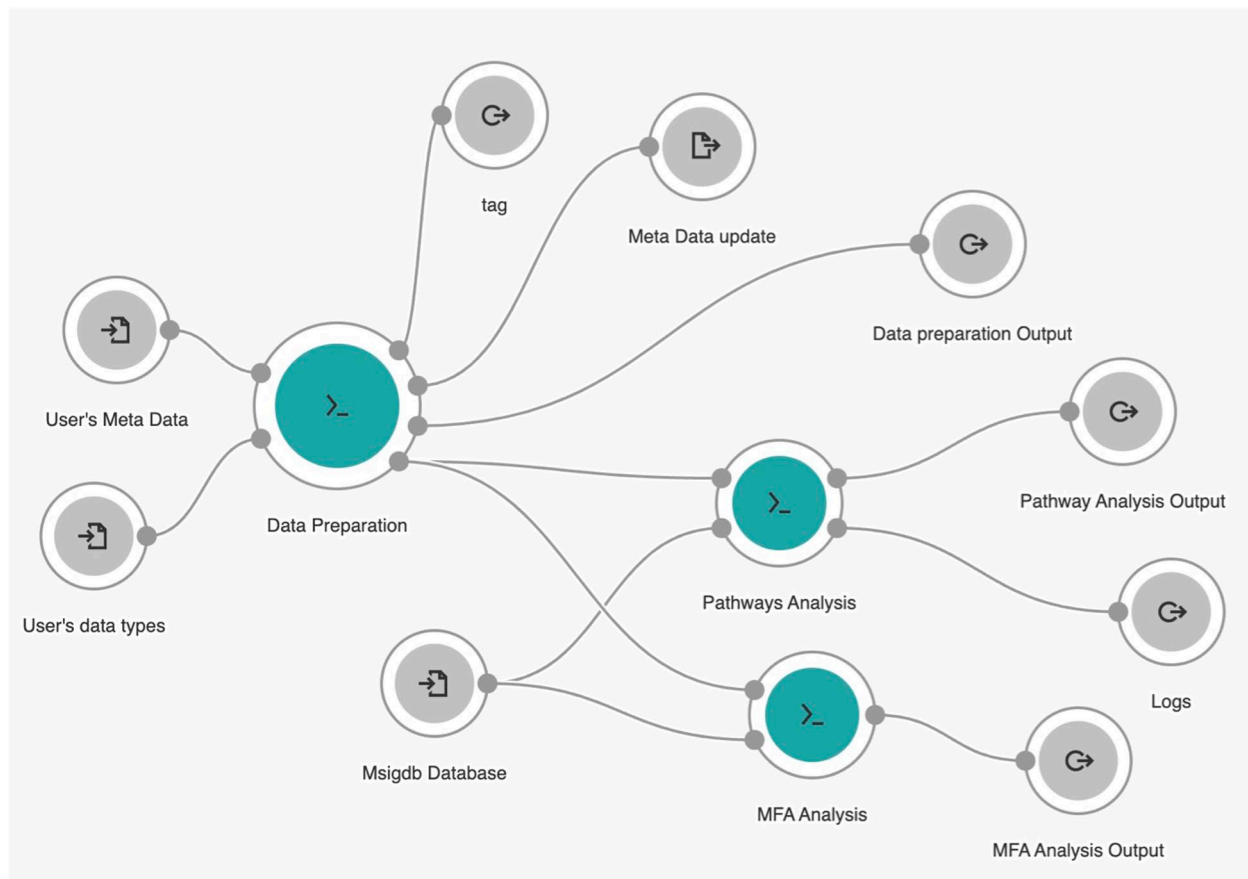 tag
Meta Data update
Data preparation Output
User's Meta Data
Pathway Analysis Output
Data Preparation
Pathways Analysis
User's data types
Logs
Msigdb Database
MFA Analysis
MFA Analysis Output